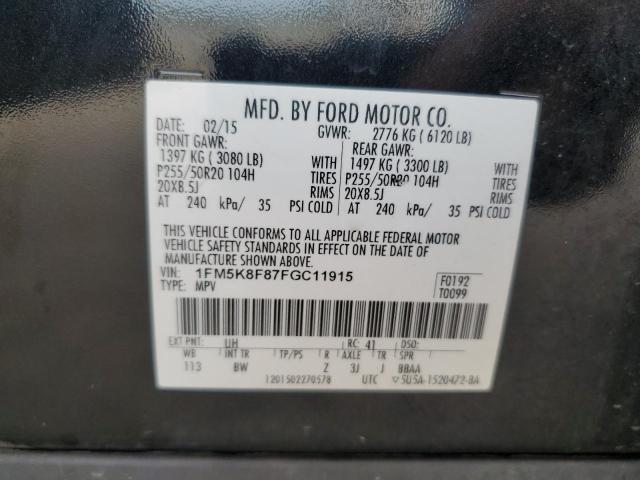 MFD. BY FORD MOTOR CO.
DATE: 02/15 GVWR: 2776 KG ( 6120 LB)
FRONT GAWR: REAR GAWR:
1397 KG ( 3080 LB) WITH 1497 KG ( 3300 LB) WITH
P255/50R20 104H TIRES P255/50R20 104H TIRES
20X8.5J RIMS 20X8.5J RIMS
AT 240 kPa/ 35 PSI COLD AT 240 kPa/ 35 PSI COLD
THIS VEHICLE CONFORMS TO ALL APPLICABLE FEDERAL MOTOR
VEHICLE SAFETY STANDARDS IN EFFECT ON THE DATE OF
MANUFACTURE SHOWN ABOVE.
VIN: 1FM5K8F87FGC11915 F0192
TYPE: MPV T0099
EXT PNT: UH RC: 41 DSO:
WB INT TR TP/PS R AXLE TR SPR
113 BW Z 3J J BBAA
1201502270578 UTC ▽5U5A-1520472-BA